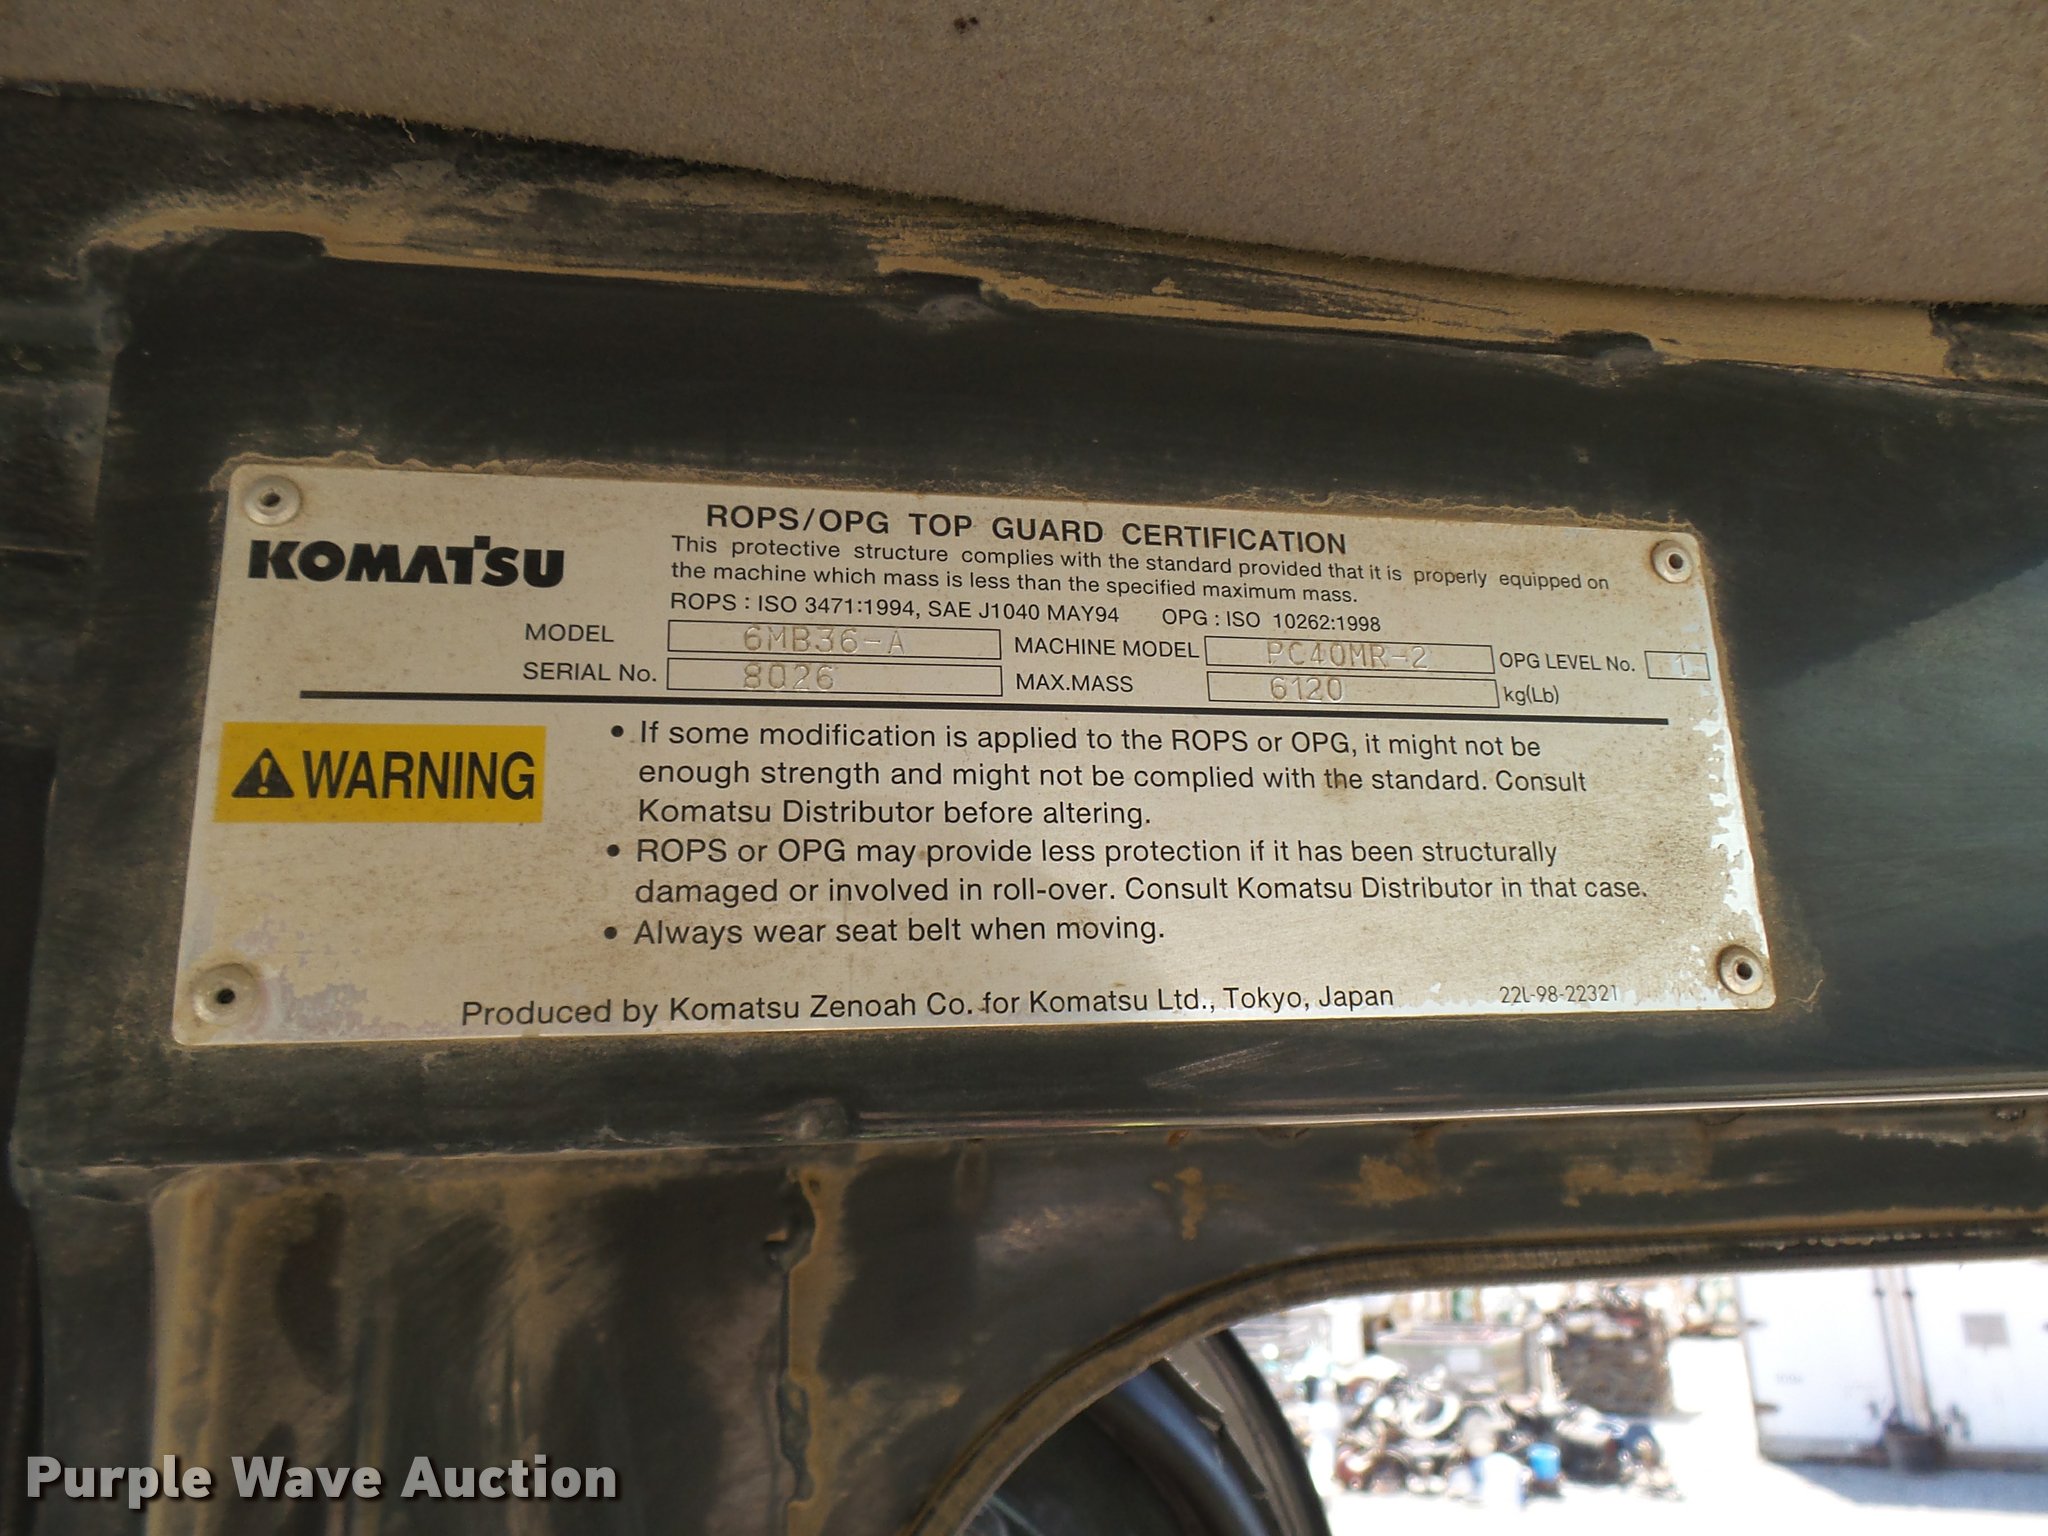 KOMATSU
ROPS/OPG TOP GUARD CERTIFICATION
This protective structure complies with the standard provided that it is properly equipped on
the machine which mass is less than the specified maximum mass.
ROPS : ISO 3471:1994, SAE J1040 MAY94 OPG : ISO 10262:1998
MODEL 6MB36-A MACHINE MODEL PC40MR-2 OPG LEVEL No. 1
SERIAL No. 8026 MAX.MASS 6120 kg(Lb)
WARNING
• If some modification is applied to the ROPS or OPG, it might not be
enough strength and might not be complied with the standard. Consult
Komatsu Distributor before altering.
• ROPS or OPG may provide less protection if it has been structurally
damaged or involved in roll-over. Consult Komatsu Distributor in that case.
• Always wear seat belt when moving.
Produced by Komatsu Zenoah Co. for Komatsu Ltd., Tokyo, Japan 22L-98-22321
Purple Wave Auction